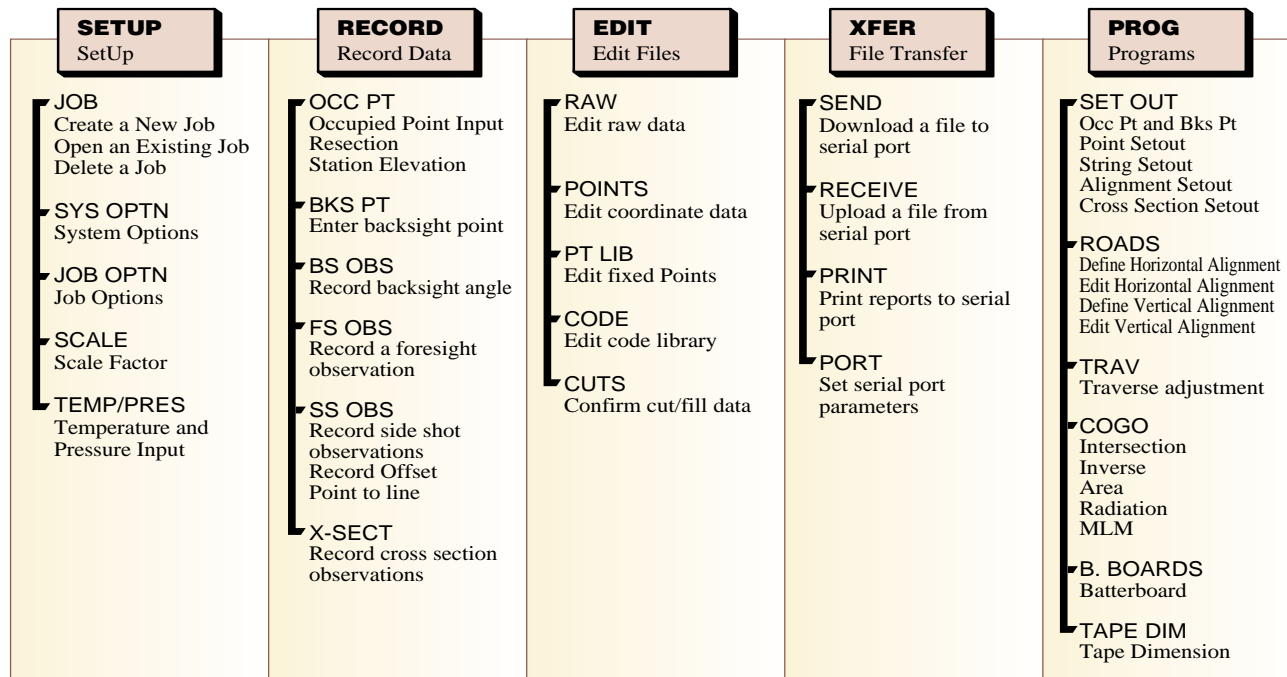 SETUP
SetUp
JOB
Create a New Job
Open an Existing Job
Delete a Job
SYS OPTN
System Options
JOB OPTN
Job Options
SCALE
Scale Factor
TEMP/PRES
Temperature and
Pressure Input
RECORD
Record Data
OCC PT
Occupied Point Input
Resection
Station Elevation
BKS PT
Enter backsight point
BS OBS
Record backsight angle
FS OBS
Record a foresight
observation
SS OBS
Record side shot
observations
Record Offset
Point to line
X-SECT
Record cross section
observations
EDIT
Edit Files
RAW
Edit raw data
POINTS
Edit coordinate data
PT LIB
Edit fixed Points
CODE
Edit code library
CUTS
Confirm cut/fill data
XFER
File Transfer
SEND
Download a file to
serial port
RECEIVE
Upload a file from
serial port
PRINT
Print reports to serial
port
PORT
Set serial port
parameters
PROG
Programs
SET OUT
Occ Pt and Bks Pt
Point Setout
String Setout
Alignment Setout
Cross Section Setout
ROADS
Define Horizontal Alignment
Edit Horizontal Alignment
Define Vertical Alignment
Edit Vertical Alignment
TRAV
Traverse adjustment
COGO
Intersection
Inverse
Area
Radiation
MLM
B. BOARDS
Batterboard
TAPE DIM
Tape Dimension